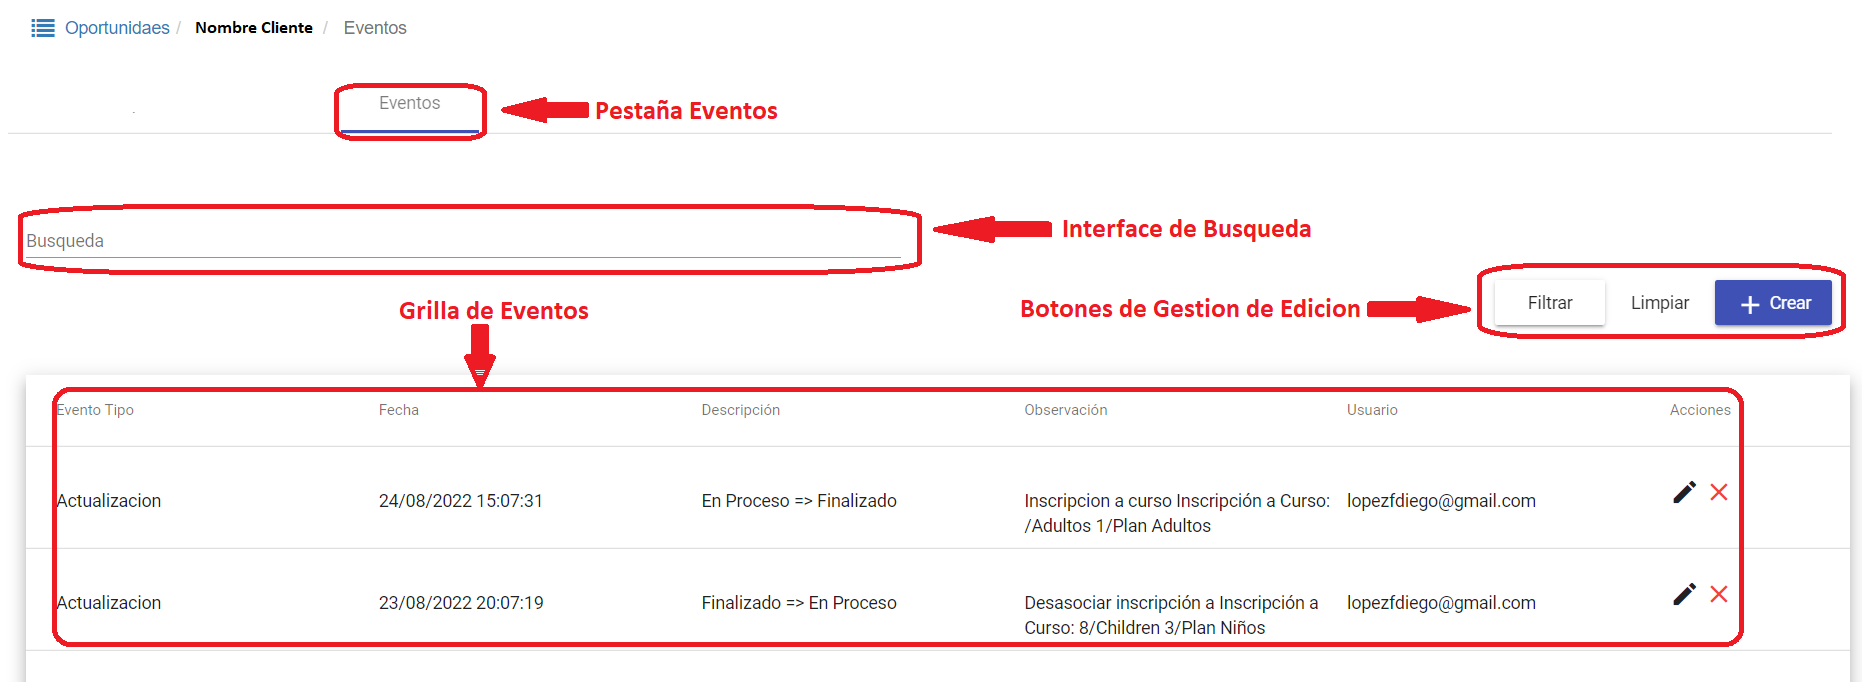 Oportunidaes / Nombre Cliente / Eventos
Eventos
Pestaña Eventos
Busqueda
Interface de Busqueda
Grilla de Eventos
Botones de Gestion de Edicion
Filtrar Limpiar + Crear
Evento Tipo Fecha Descripción Observación Usuario Acciones
Actualizacion 24/08/2022 15:07:31 En Proceso => Finalizado Inscripcion a curso Inscripción a Curso: lopezfdiego@gmail.com
/Adultos 1/Plan Adultos
Actualizacion 23/08/2022 20:07:19 Finalizado => En Proceso Desasociar inscripción a Inscripción a lopezfdiego@gmail.com
Curso: 8/Children 3/Plan Niños